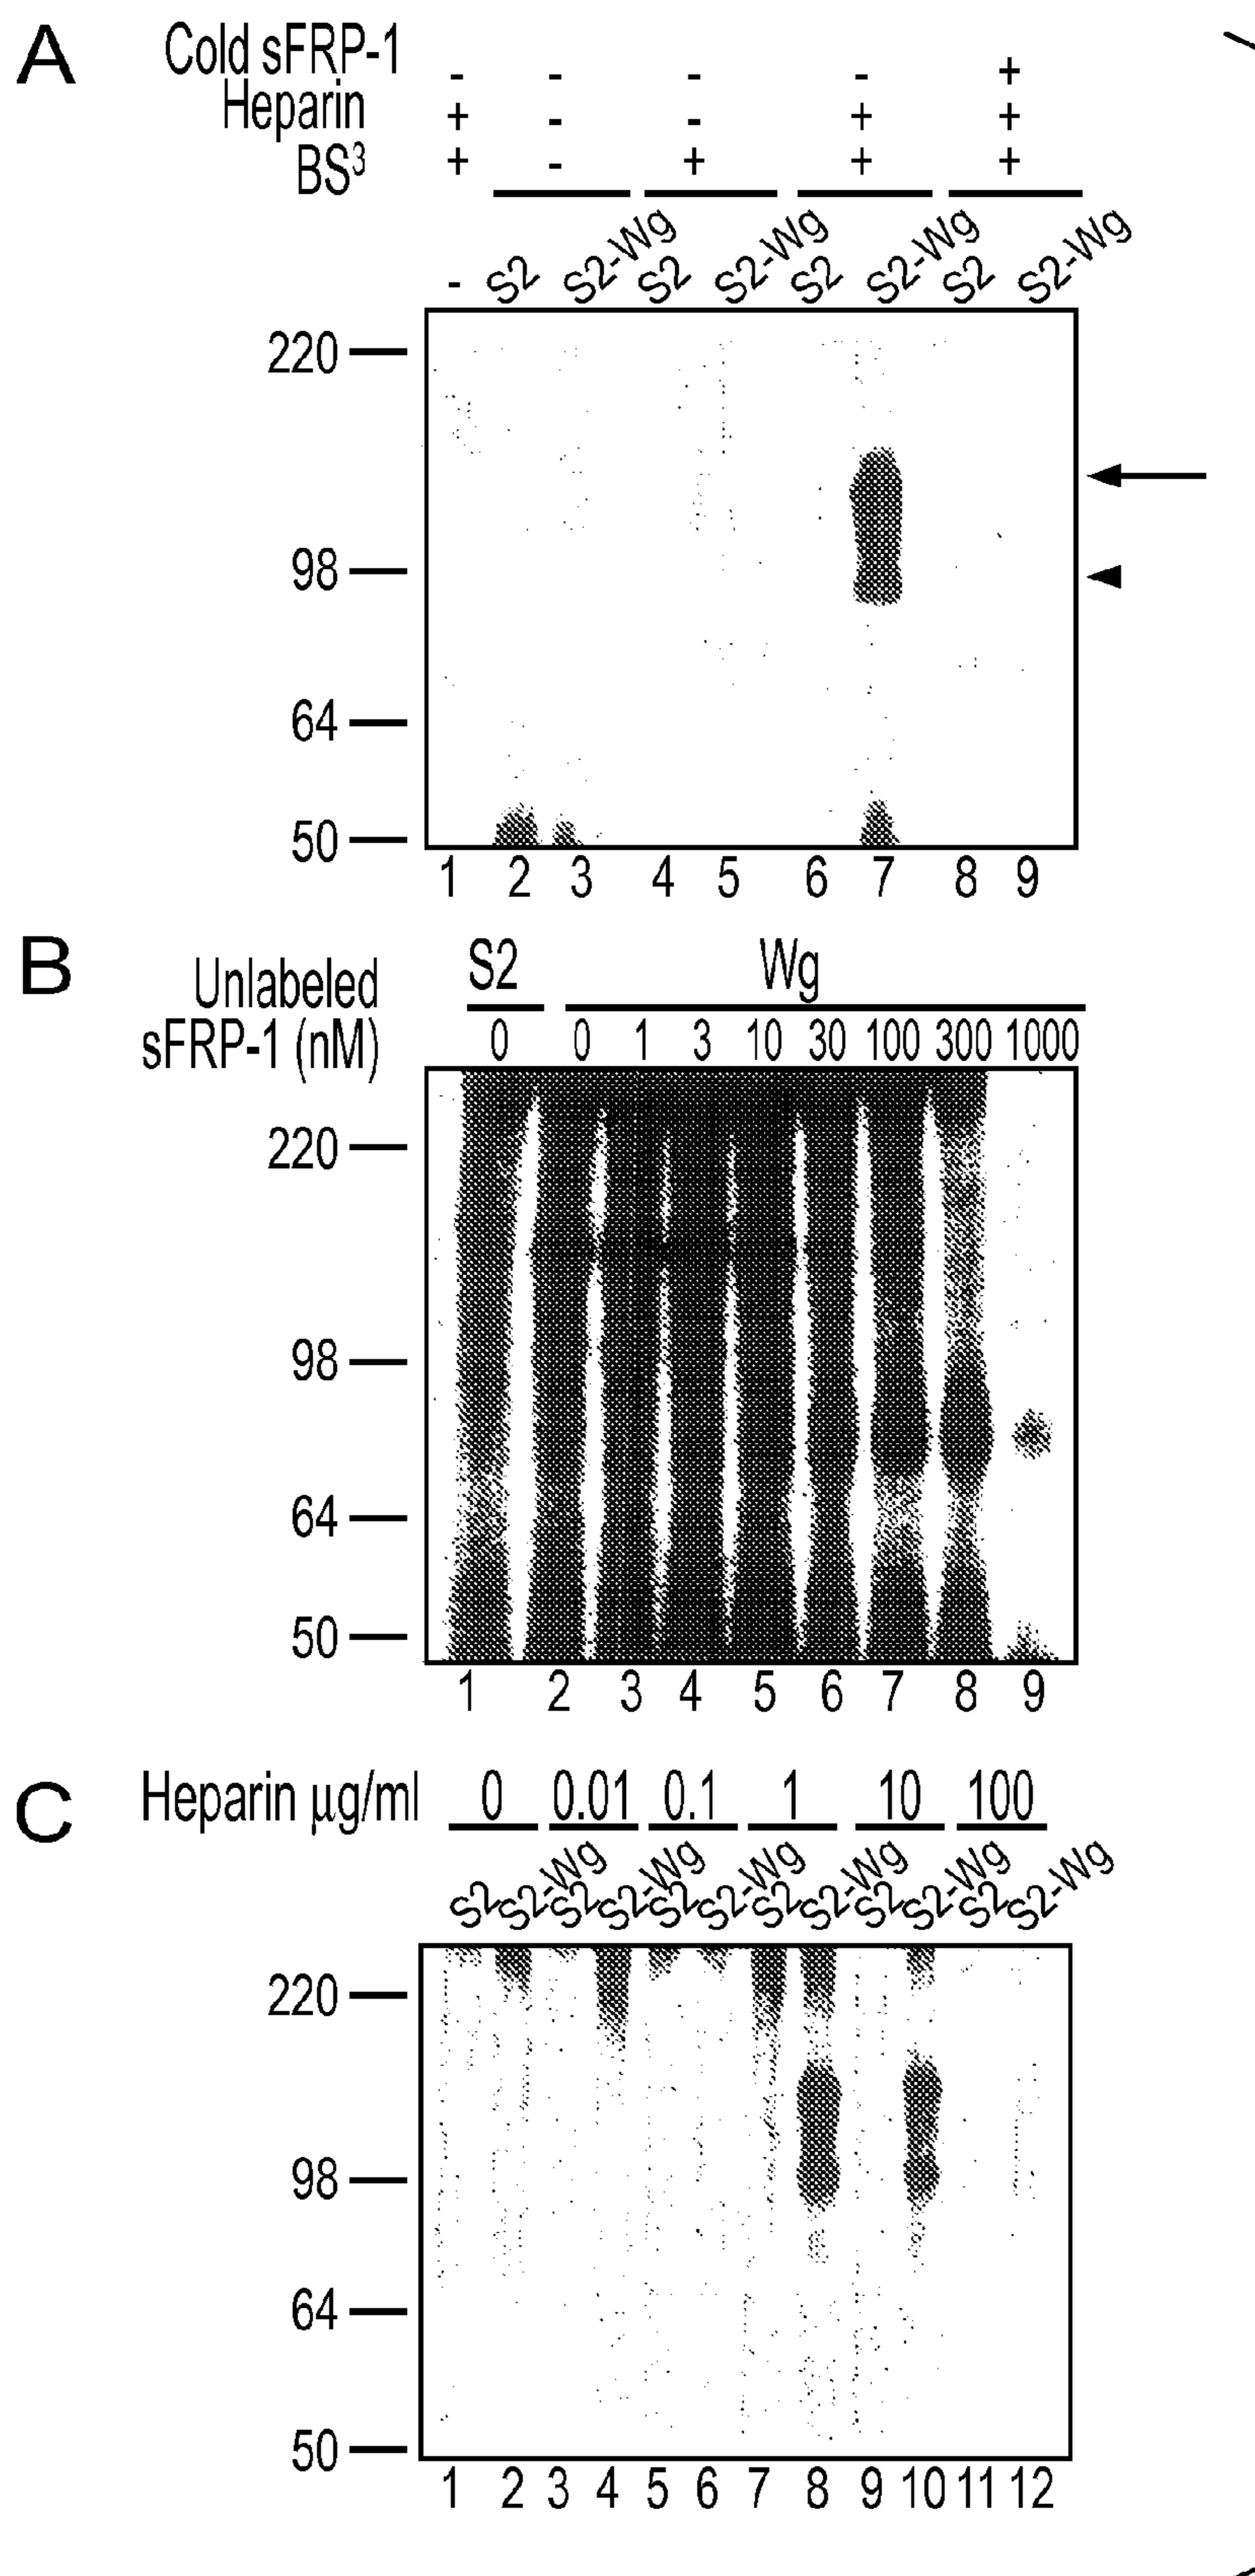 A
Cold sFRP-1 - - - - +
Heparin + - - + +
BS³ + - + + +
- S2 S2-Wg S2 S2-Wg S2 S2-Wg S2 S2-Wg
220
98
64
50
1 2 3 4 5 6 7 8 9
B
S2 Wg
Unlabeled
sFRP-1 (nM) 0 0 1 3 10 30 100 300 1000
220
98
64
50
1 2 3 4 5 6 7 8 9
C
Heparin µg/ml 0 0.01 0.1 1 10 100
S2 S2-Wg S2 S2-Wg S2 S2-Wg S2 S2-Wg S2 S2-Wg S2 S2-Wg
220
98
64
50
1 2 3 4 5 6 7 8 9 10 11 12